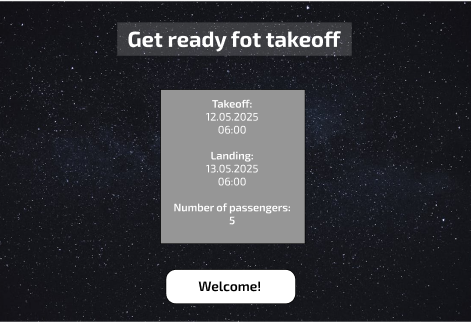 Get ready fot takeoff
Takeoff:
12.05.2025
06:00
Landing:
13.05.2025
06:00
Number of passengers:
5
Welcome!